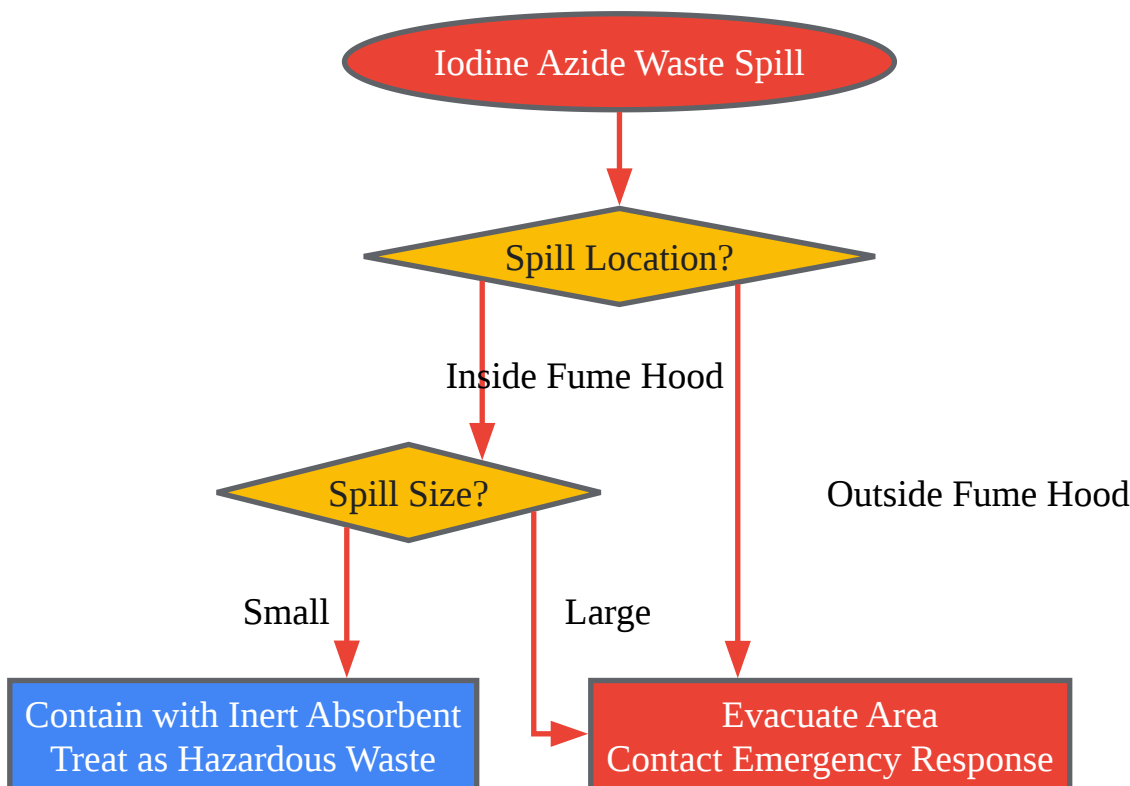 Iodine Azide Waste Spill
Spill Location?
Inside Fume Hood
Spill Size?
Outside Fume Hood
Small
Large
Contain with Inert Absorbent
Treat as Hazardous Waste
Evacuate Area
Contact Emergency Response